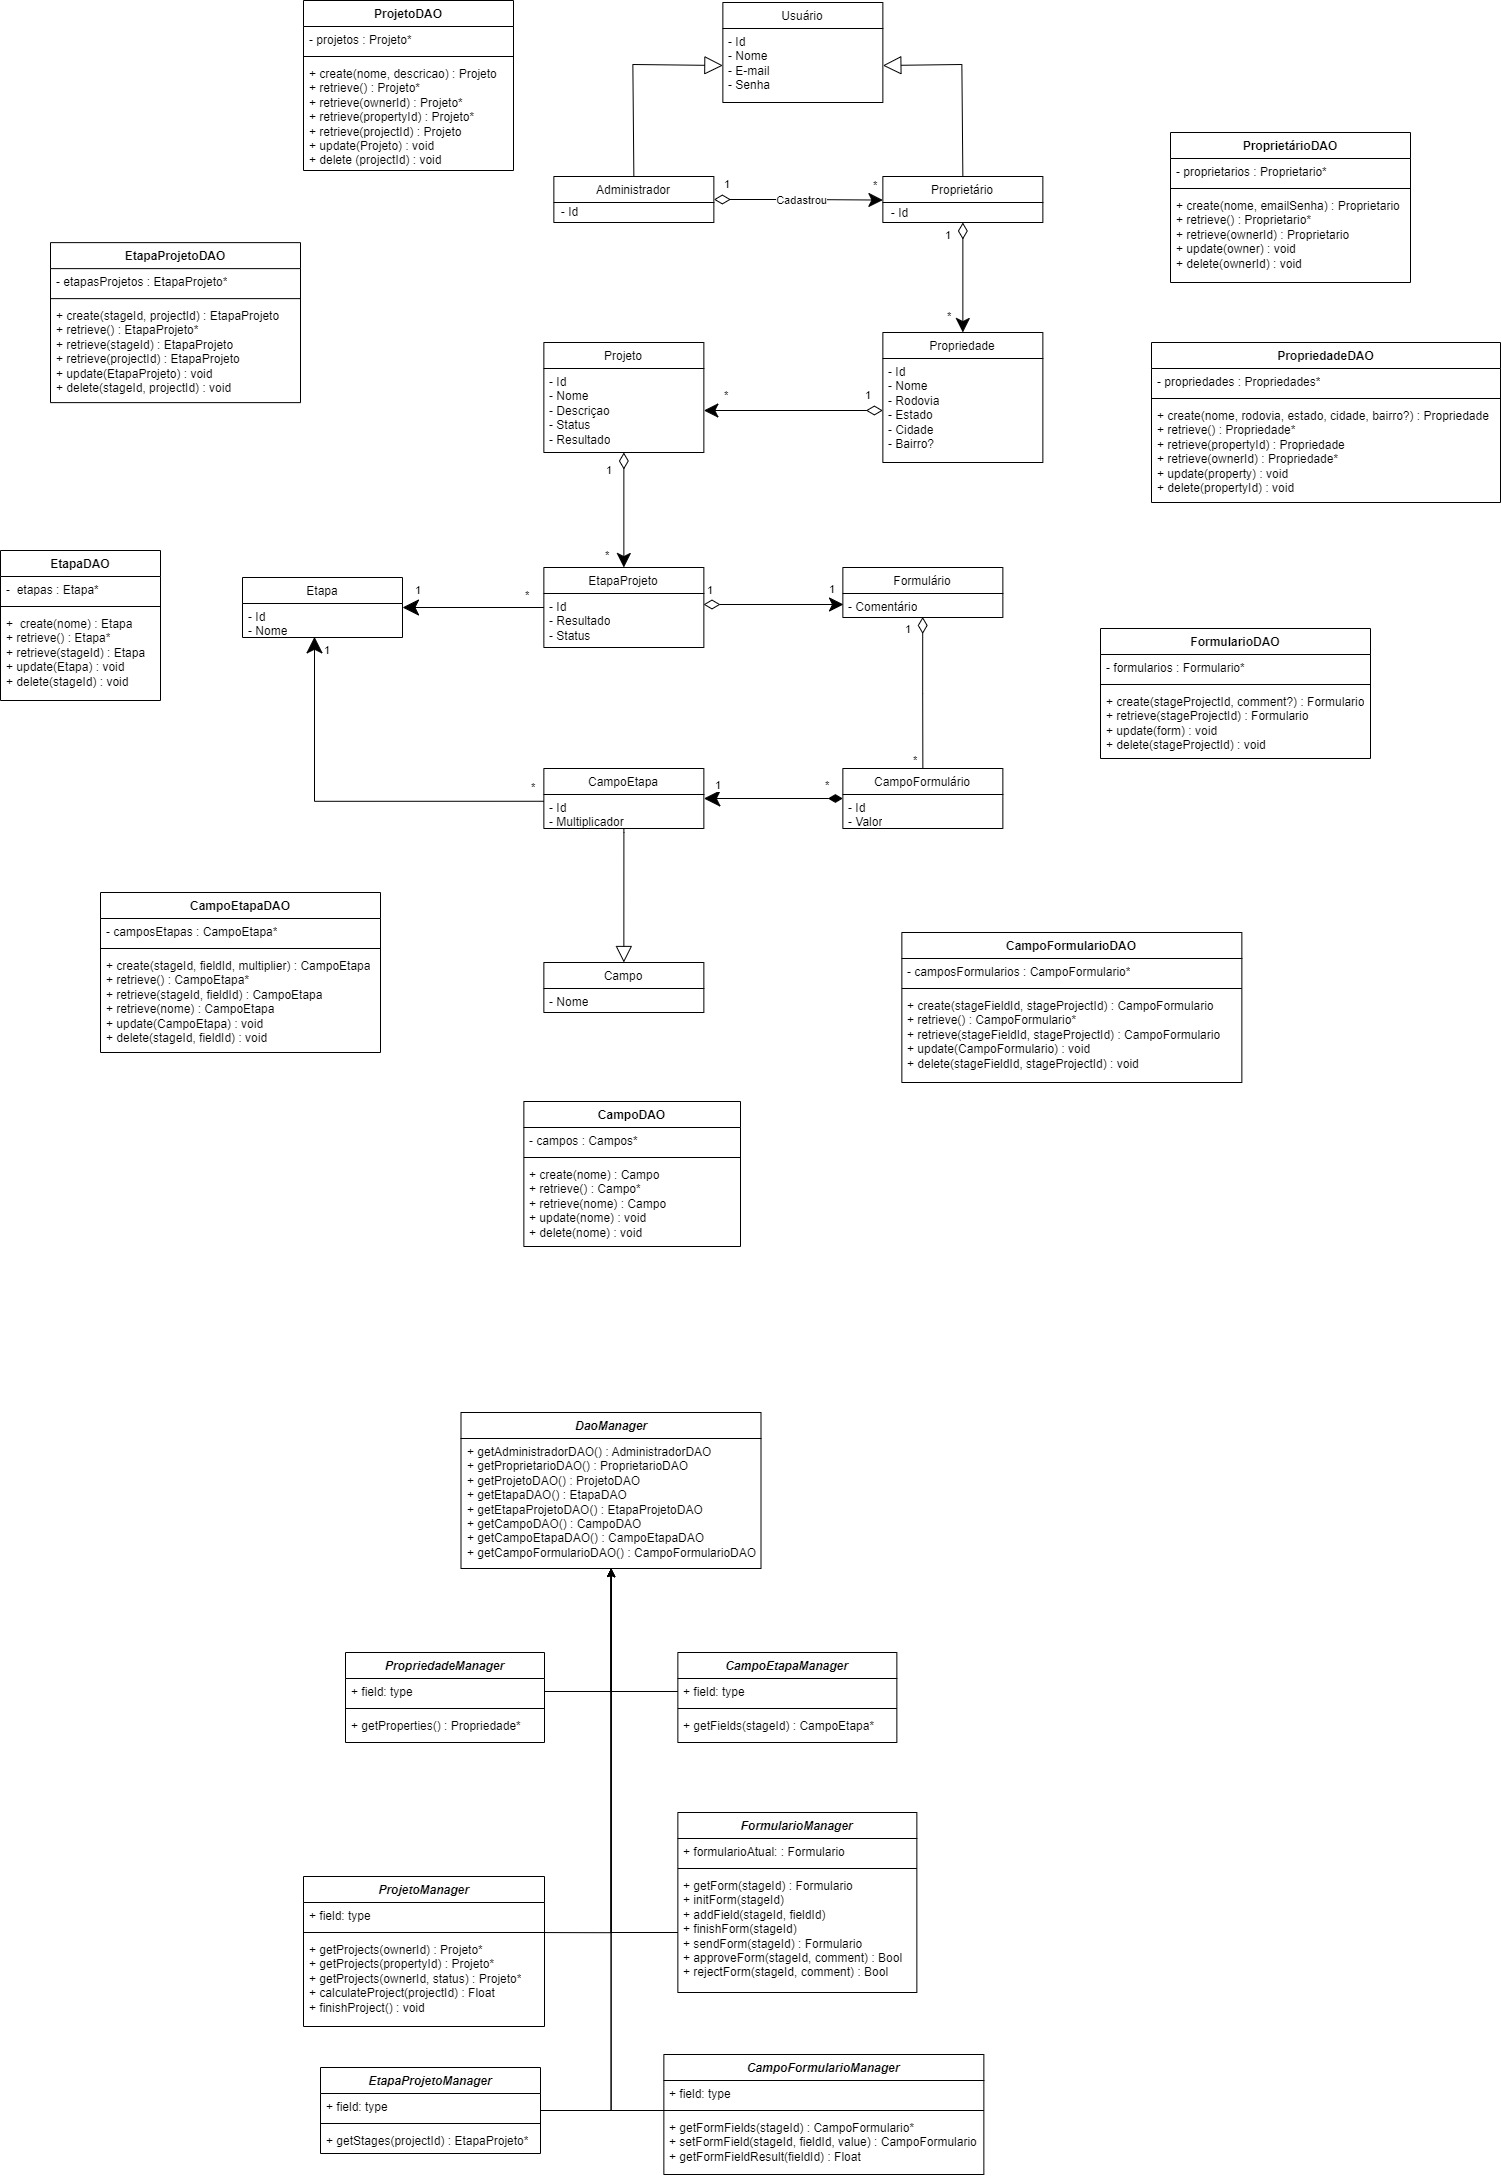 ProjetoDAO
- projetos : Projeto*
+ create(nome, descricao) : Projeto
+ retrieve() : Projeto*
+ retrieve(ownerId) : Projeto*
+ retrieve(propertyId) : Projeto*
+ retrieve(projectId) : Projeto
+ update(Projeto) : void
+ delete (projectId) : void
Usuário
- Id
- Nome
- E-mail
- Senha
Administrador
- Id
1
Cadastrou
*
Proprietário
- Id
1
*
ProprietárioDAO
- proprietarios : Proprietario*
+ create(nome, emailSenha) : Proprietario
+ retrieve() : Proprietario*
+ retrieve(ownerId) : Proprietario
+ update(owner) : void
+ delete(ownerId) : void
EtapaProjetoDAO
- etapasProjetos : EtapaProjeto*
+ create(stageId, projectId) : EtapaProjeto
+ retrieve() : EtapaProjeto*
+ retrieve(stageId) : EtapaProjeto
+ retrieve(projectId) : EtapaProjeto
+ update(EtapaProjeto) : void
+ delete(stageId, projectId) : void
Projeto
- Id
- Nome
- Descriçao
- Status
- Resultado
*
1
Propriedade
- Id
- Nome
- Rodovia
- Estado
- Cidade
- Bairro?
PropriedadeDAO
- propriedades : Propriedades*
+ create(nome, rodovia, estado, cidade, bairro?) : Propriedade
+ retrieve() : Propriedade*
+ retrieve(propertyId) : Propriedade
+ retrieve(ownerId) : Propriedade*
+ update(property) : void
+ delete(propertyId) : void
1
*
EtapaDAO
- etapas : Etapa*
+ create(nome) : Etapa
+ retrieve() : Etapa*
+ retrieve(stageId) : Etapa
+ update(Etapa) : void
+ delete(stageId) : void
Etapa
- Id
- Nome
1
*
EtapaProjeto
- Id
- Resultado
- Status
1
1
Formulário
- Comentário
1
1
FormularioDAO
- formularios : Formulario*
+ create(stageProjectId, comment?) : Formulario
+ retrieve(stageProjectId) : Formulario
+ update(form) : void
+ delete(stageProjectId) : void
*
*
CampoEtapa
- Id
- Multiplicador
1
*
CampoFormulário
- Id
- Valor
CampoEtapaDAO
- camposEtapas : CampoEtapa*
+ create(stageId, fieldId, multiplier) : CampoEtapa
+ retrieve() : CampoEtapa*
+ retrieve(stageId, fieldId) : CampoEtapa
+ retrieve(nome) : CampoEtapa
+ update(CampoEtapa) : void
+ delete(stageId, fieldId) : void
Campo
- Nome
CampoFormularioDAO
- camposFormularios : CampoFormulario*
+ create(stageFieldId, stageProjectId) : CampoFormulario
+ retrieve() : CampoFormulario*
+ retrieve(stageFieldId, stageProjectId) : CampoFormulario
+ update(CampoFormulario) : void
+ delete(stageFieldId, stageProjectId) : void
CampoDAO
- campos : Campos*
+ create(nome) : Campo
+ retrieve() : Campo*
+ retrieve(nome) : Campo
+ update(nome) : void
+ delete(nome) : void
DaoManager
+ getAdministradorDAO() : AdministradorDAO
+ getProprietarioDAO() : ProprietarioDAO
+ getProjetoDAO() : ProjetoDAO
+ getEtapaDAO() : EtapaDAO
+ getEtapaProjetoDAO() : EtapaProjetoDAO
+ getCampoDAO() : CampoDAO
+ getCampoEtapaDAO() : CampoEtapaDAO
+ getCampoFormularioDAO() : CampoFormularioDAO
PropriedadeManager
+ field: type
+ getProperties() : Propriedade*
CampoEtapaManager
+ field: type
+ getFields(stageId) : CampoEtapa*
FormularioManager
+ formularioAtual: : Formulario
+ getForm(stageId) : Formulario
+ initForm(stageId)
+ addField(stageId, fieldId)
+ finishForm(stageId)
+ sendForm(stageId) : Formulario
+ approveForm(stageId, comment) : Bool
+ rejectForm(stageId, comment) : Bool
ProjetoManager
+ field: type
+ getProjects(ownerId) : Projeto*
+ getProjects(propertyId) : Projeto*
+ getProjects(ownerId, status) : Projeto*
+ calculateProject(projectId) : Float
+ finishProject() : void
EtapaProjetoManager
+ field: type
+ getStages(projectId) : EtapaProjeto*
CampoFormularioManager
+ field: type
+ getFormFields(stageId) : CampoFormulario*
+ setFormField(stageId, fieldId, value) : CampoFormulario
+ getFormFieldResult(fieldId) : Float